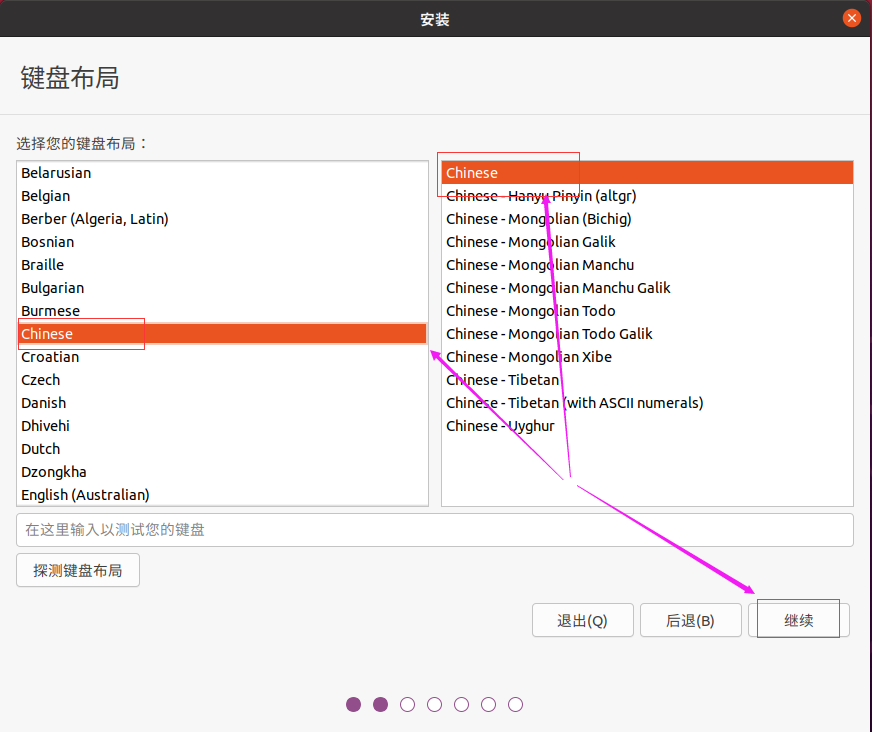 安装
键盘布局
选择您的键盘布局：
Belarusian
Belgian
Berber (Algeria, Latin)
Bosnian
Braille
Bulgarian
Burmese
Chinese
Croatian
Czech
Danish
Dhivehi
Dutch
Dzongkha
English (Australian)
Chinese
Chinese - Hanyu Pinyin (altgr)
Chinese - Mongolian (Bichig)
Chinese - Mongolian Galik
Chinese - Mongolian Manchu
Chinese - Mongolian Manchu Galik
Chinese - Mongolian Todo
Chinese - Mongolian Todo Galik
Chinese - Mongolian Xibe
Chinese - Tibetan
Chinese - Tibetan (with ASCII numerals)
Chinese - Uyghur
在这里输入以测试您的键盘
探测键盘布局
退出(Q) 后退(B) 继续